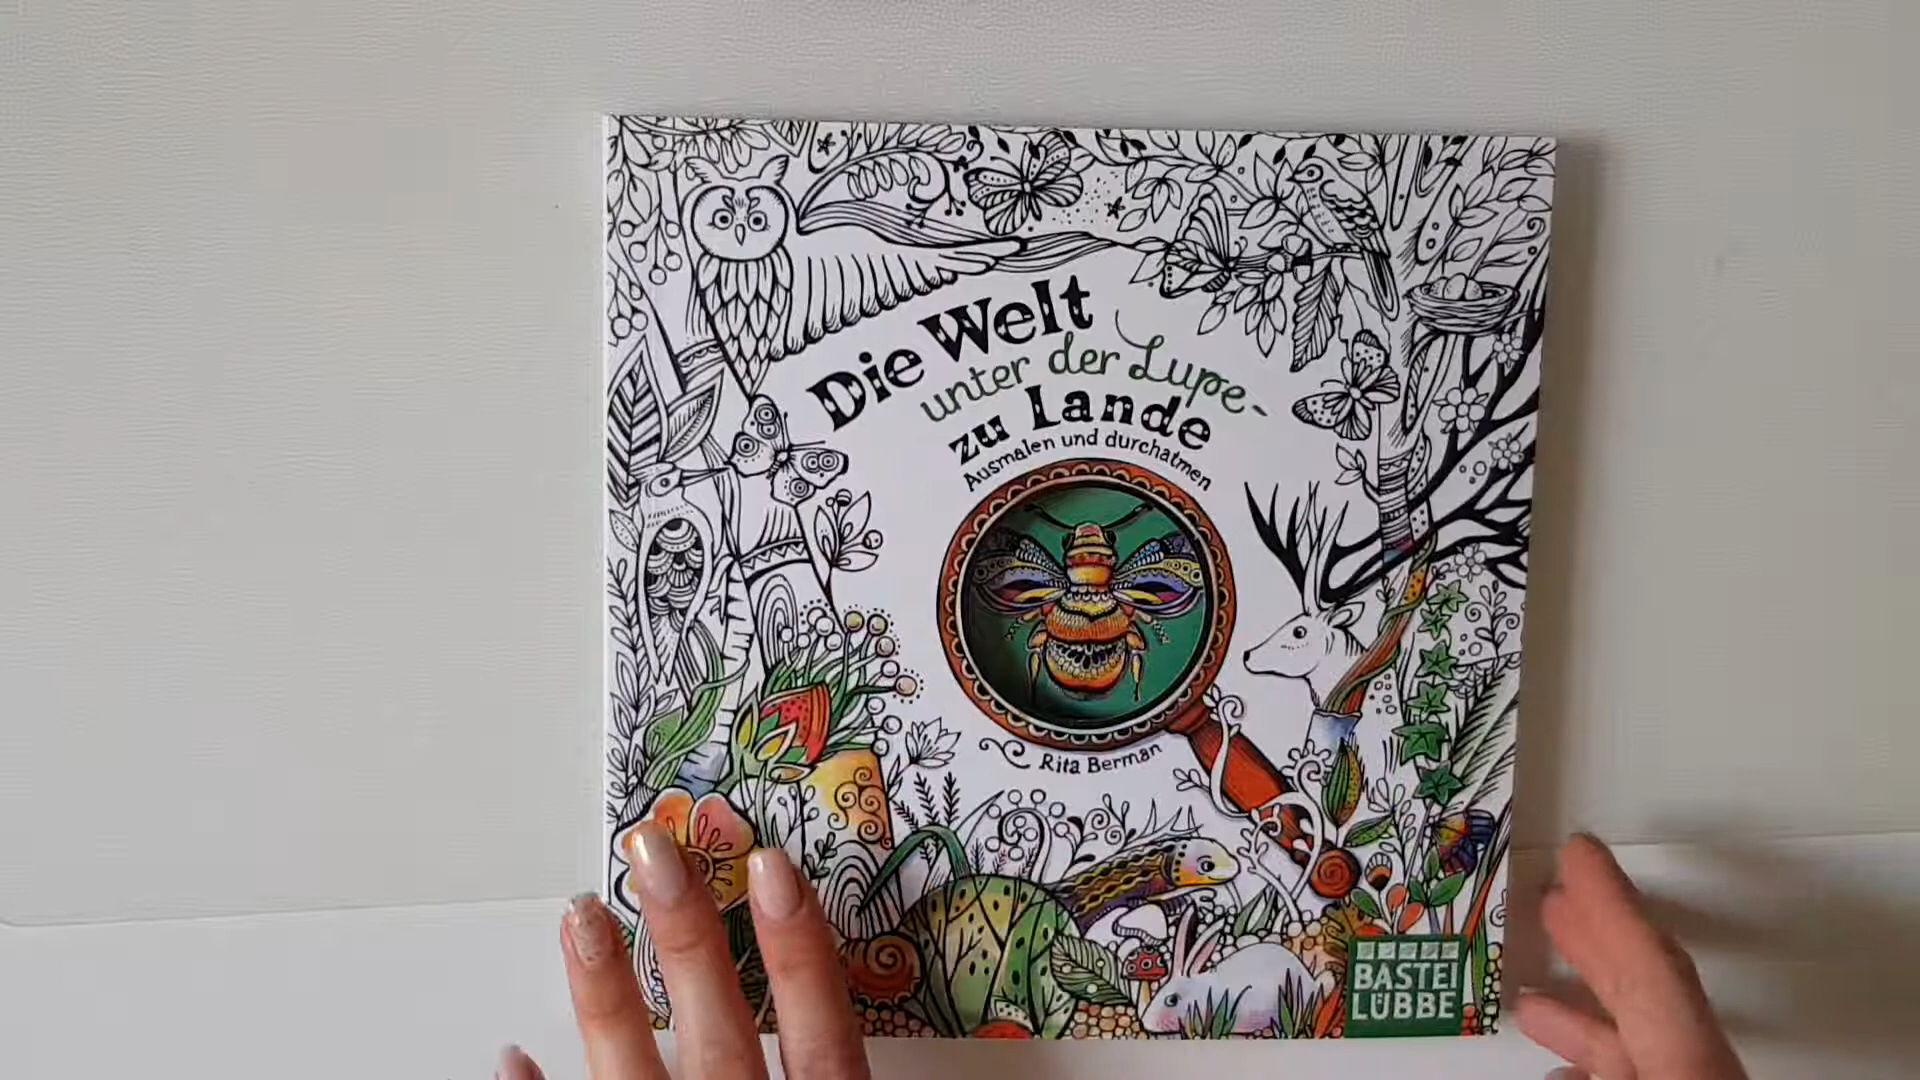 Die Welt
unter der Lupe-
zu Lande
Ausmalen und durchatmen
Rita Berman
BASTEI
LÜBBE